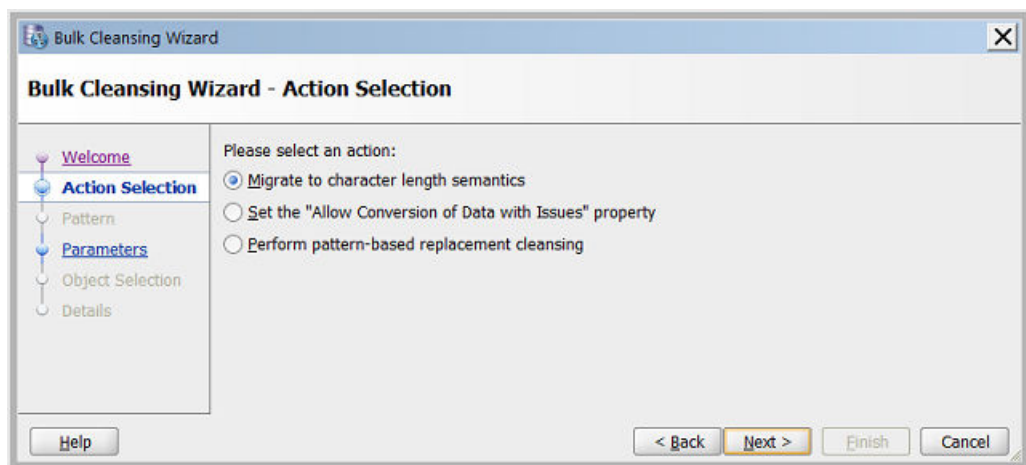 Bulk Cleansing Wizard
Bulk Cleansing Wizard - Action Selection
Welcome
Action Selection
Pattern
Parameters
Object Selection
Details
Please select an action:
Migrate to character length semantics
Set the "Allow Conversion of Data with Issues" property
Perform pattern-based replacement cleansing
Help
< Back
Next >
Finish
Cancel